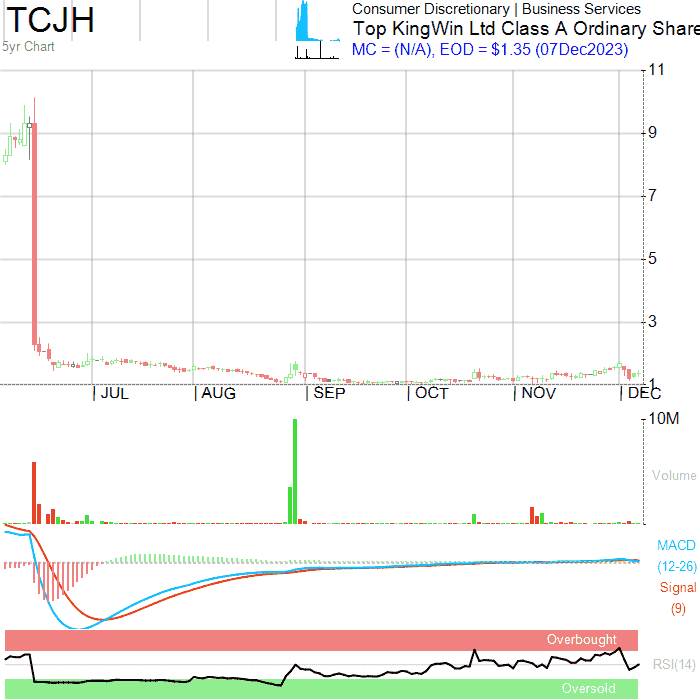 TCJH
5yr Chart
Consumer Discretionary | Business Services
Top KingWin Ltd Class A Ordinary Share
MC = (N/A), EOD = $1.35 (07Dec2023)
11
9
7
5
3
1
JUL
AUG
SEP
OCT
NOV
DEC
10M
Volume
MACD
(12-26)
Signal
(9)
Overbought
RSI(14)
Oversold